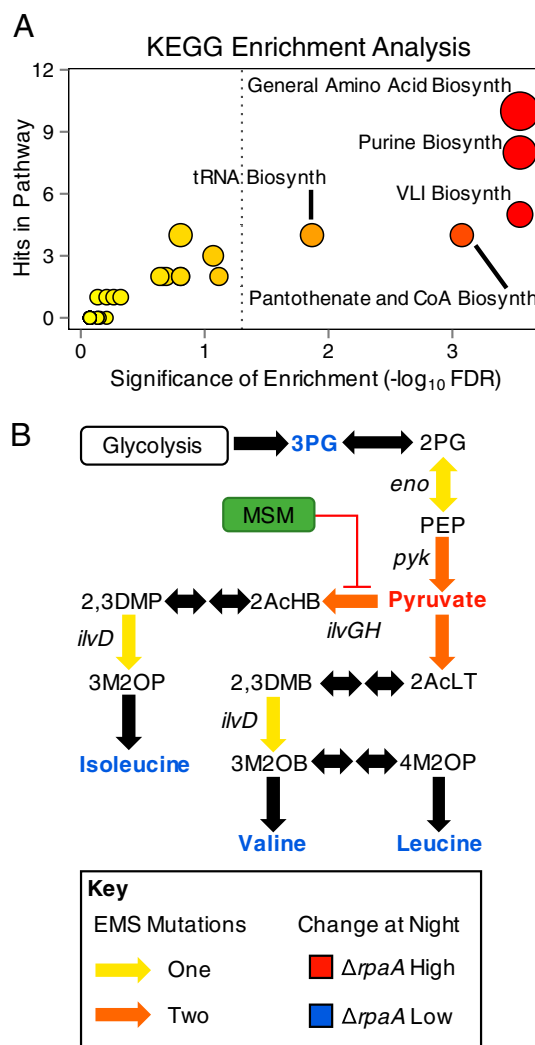 A
KEGG Enrichment Analysis
12
9
6
3
0
Hits in Pathway
General Amino Acid Biosynth
Purine Biosynth
tRNA Biosynth
VLI Biosynth
Pantothenate and CoA Biosynth
0 1 2 3
Significance of Enrichment (-log10 FDR)
B
Glycolysis 3PG 2PG
eno
MSM PEP
pyk
2,3DMP 2AcHB Pyruvate
ilvD ilvGH
3M2OP 2,3DMB 2AcLT
ilvD
Isoleucine 3M2OB 4M2OP
Valine Leucine
Key
EMS Mutations Change at Night
One ΔrpaA High
Two ΔrpaA Low